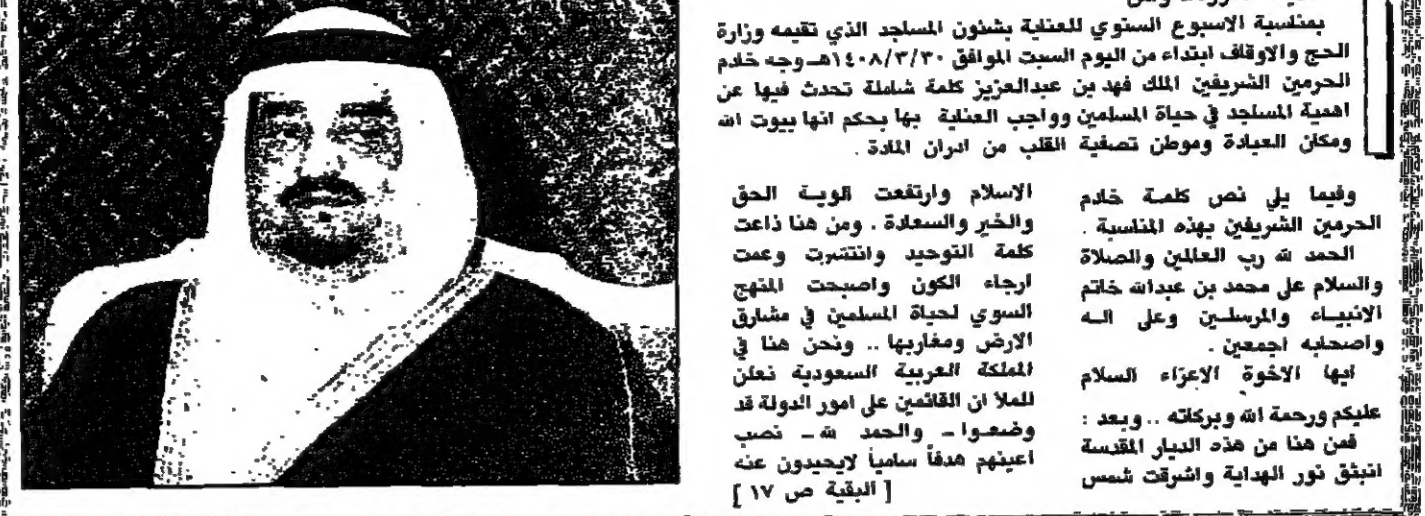 بمناسبة الاسبوع السنوي للعناية بشئون المساجد الذي تقيمه وزارة
الحج والاوقاف ابتداء من اليوم السبت الموافق ١٤٠٨/٣/٣٠هـ وجه خادم
الحرمين الشريفين الملك فهد بن عبدالعزيز كلمة شاملة تحدث فيها عن
اهمية المساجد في حياة المسلمين وواجب العناية بها بحكم انها بيوت الله
ومكان العبادة وموطن تصفية القلب من ادران المادة .
وفيما يلي نص كلمة خادم
الحرمين الشريفين بهذه المناسبة .
الحمد لله رب العالمين والصلاة
والسلام على محمد بن عبدالله خاتم
الانبياء والمرسلين وعلى اله
واصحابه اجمعين .
ايها الاخوة الاعزاء السلام
عليكم ورحمة الله وبركاته .. وبعد :
فمن هنا من هذه الديار المقدسة
انبثق نور الهداية واشرقت شمس
الاسلام وارتفعت الوية الحق
والخير والسعادة . ومن هنا ذاعت
كلمة التوحيد وانتشرت وعمت
ارجاء الكون واصبحت المنهج
السوي لحياة المسلمين في مشارق
الارض ومغاربها .. ونحن هنا في
المملكة العربية السعودية نعلن
للملأ ان القائمين على امور الدولة قد
وضعوا ـ والحمد لله ـ نصب
اعينهم هدفاً سامياً لايحيدون عنه
[ البقية ص ١٧ ]